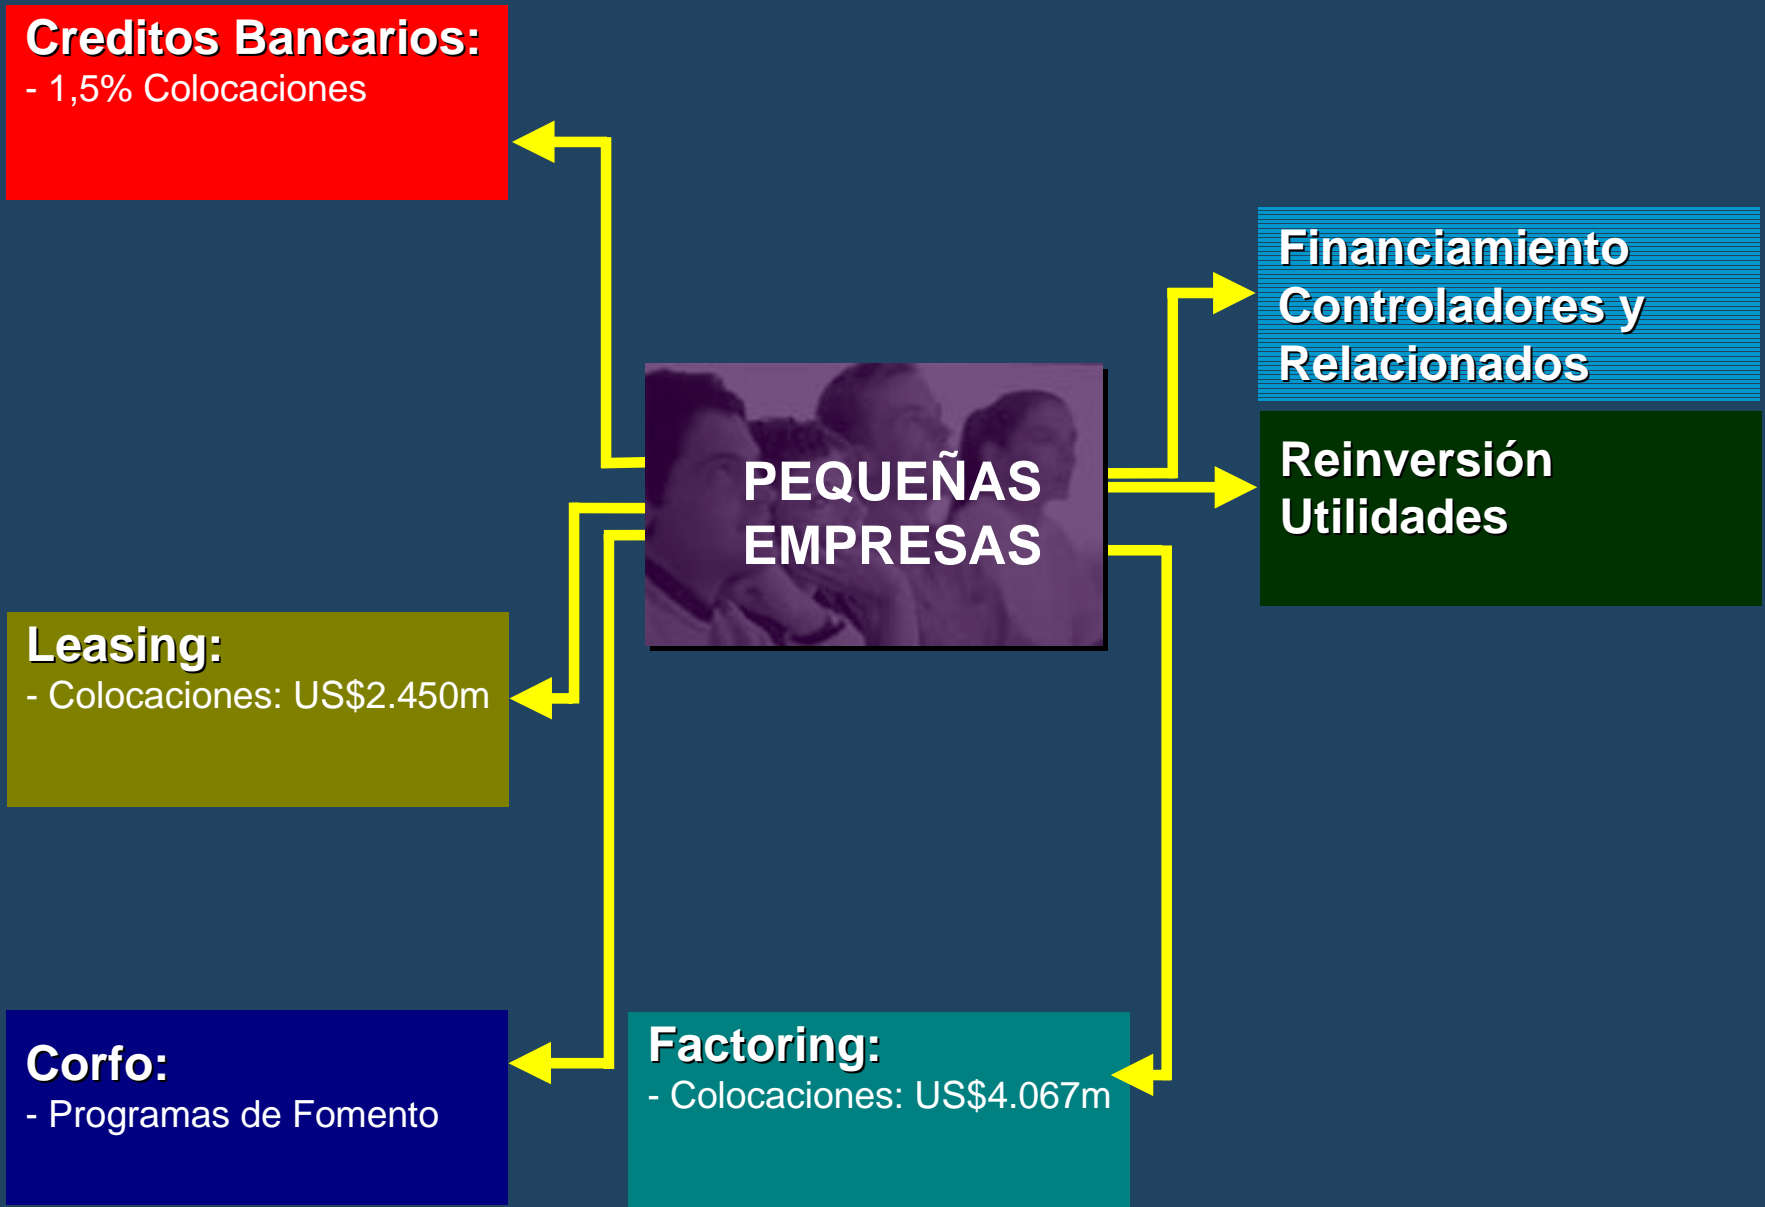 Creditos Bancarios:
- 1,5% Colocaciones
Financiamiento
Controladores y
Relacionados
PEQUEÑAS
EMPRESAS
Reinversión
Utilidades
Leasing:
- Colocaciones: US$2.450m
Corfo:
- Programas de Fomento
Factoring:
- Colocaciones: US$4.067m